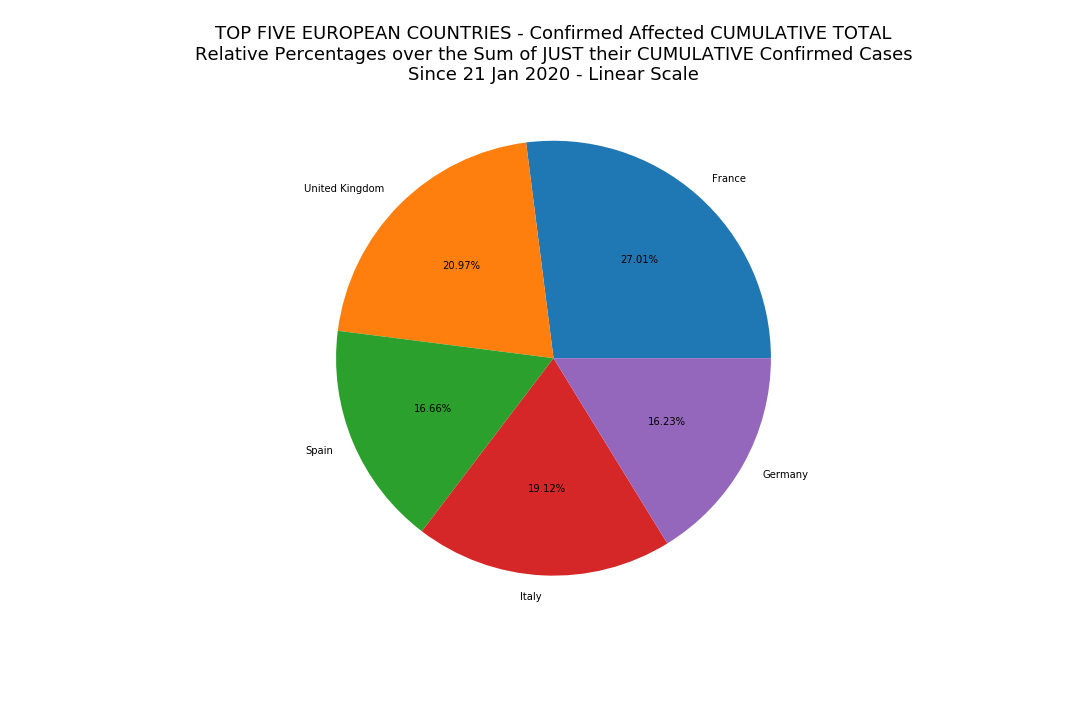 TOP FIVE EUROPEAN COUNTRIES - Confirmed Affected CUMULATIVE TOTAL
Relative Percentages over the Sum of JUST their CUMULATIVE Confirmed Cases
Since 21 Jan 2020 - Linear Scale
France
United Kingdom
27.01%
20.97%
16.66%
16.23%
Spain
Germany
19.12%
Italy